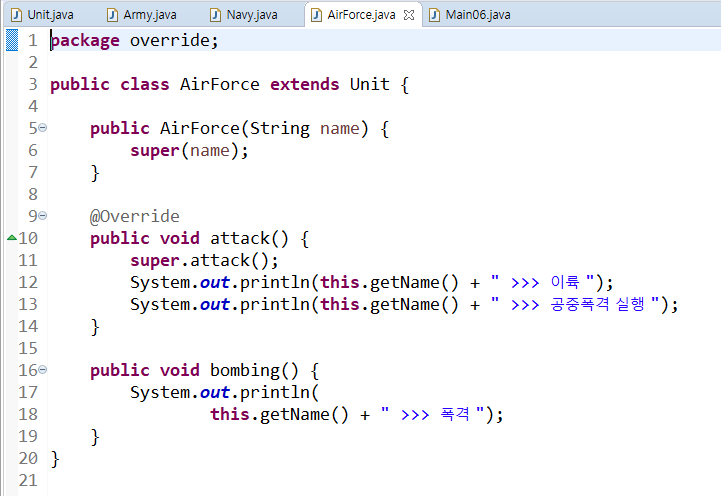 Unit.java Army.java Navy.java AirForce.java Main06.java
1 package override;
2
3 public class AirForce extends Unit {
4
5 public AirForce(String name) {
6 super(name);
7 }
8
9 @Override
10 public void attack() {
11 super.attack();
12 System.out.println(this.getName() + " >>> 이륙 ");
13 System.out.println(this.getName() + " >>> 공중폭격 실행 ");
14 }
15
16 public void bombing() {
17 System.out.println(
18 this.getName() + " >>> 폭격 ");
19 }
20 }
21